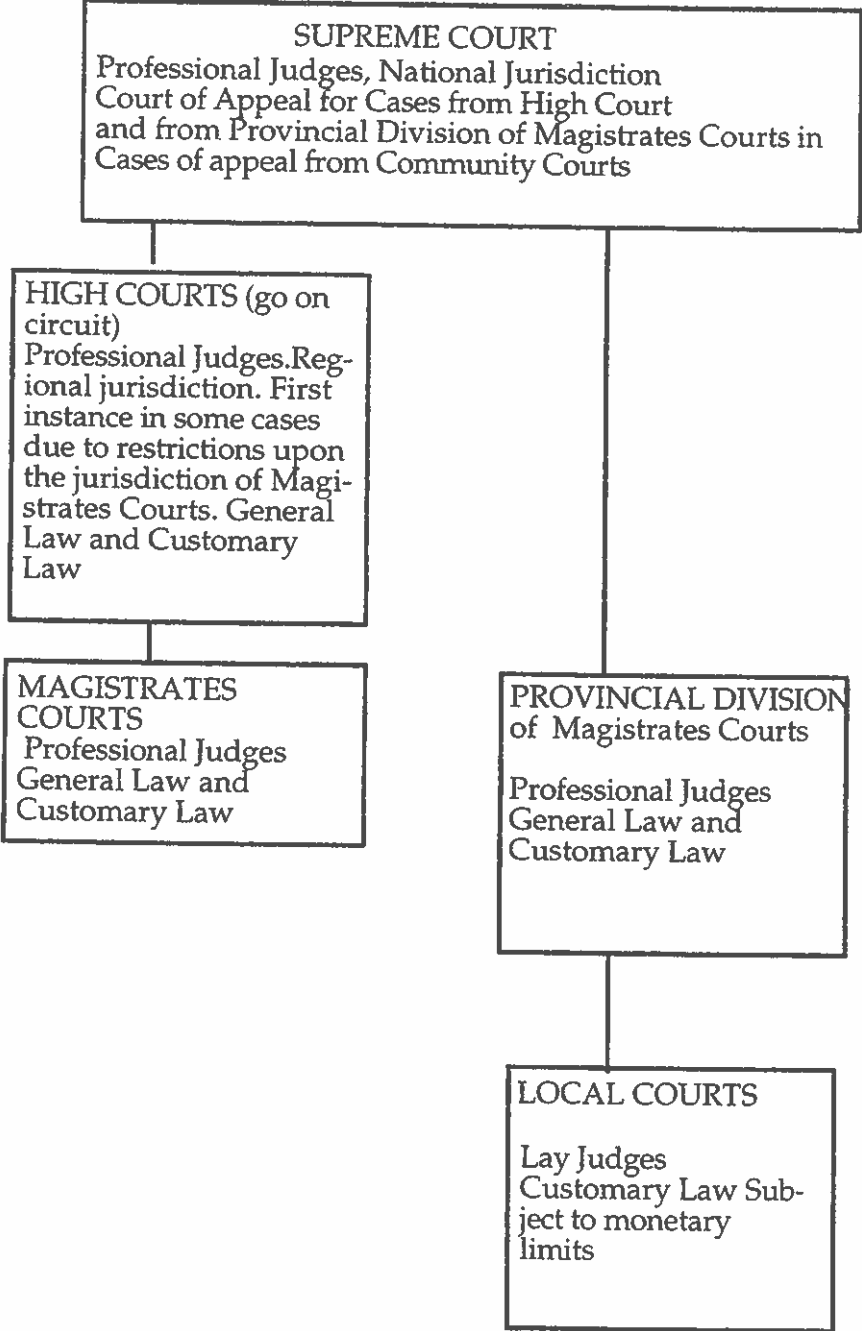 SUPREME COURT
Professional Judges, National Jurisdiction
Court of Appeal for Cases from High Court
and from Provincial Division of Magistrates Courts in
Cases of appeal from Community Courts
HIGH COURTS (go on
circuit)
Professional Judges.Reg-
ional jurisdiction. First
instance in some cases
due to restrictions upon
the jurisdiction of Magi-
strates Courts. General
Law and Customary
Law
MAGISTRATES
COURTS
Professional Judges
General Law and
Customary Law
PROVINCIAL DIVISION
of Magistrates Courts
Professional Judges
General Law and
Customary Law
LOCAL COURTS
Lay Judges
Customary Law Sub-
ject to monetary
limits